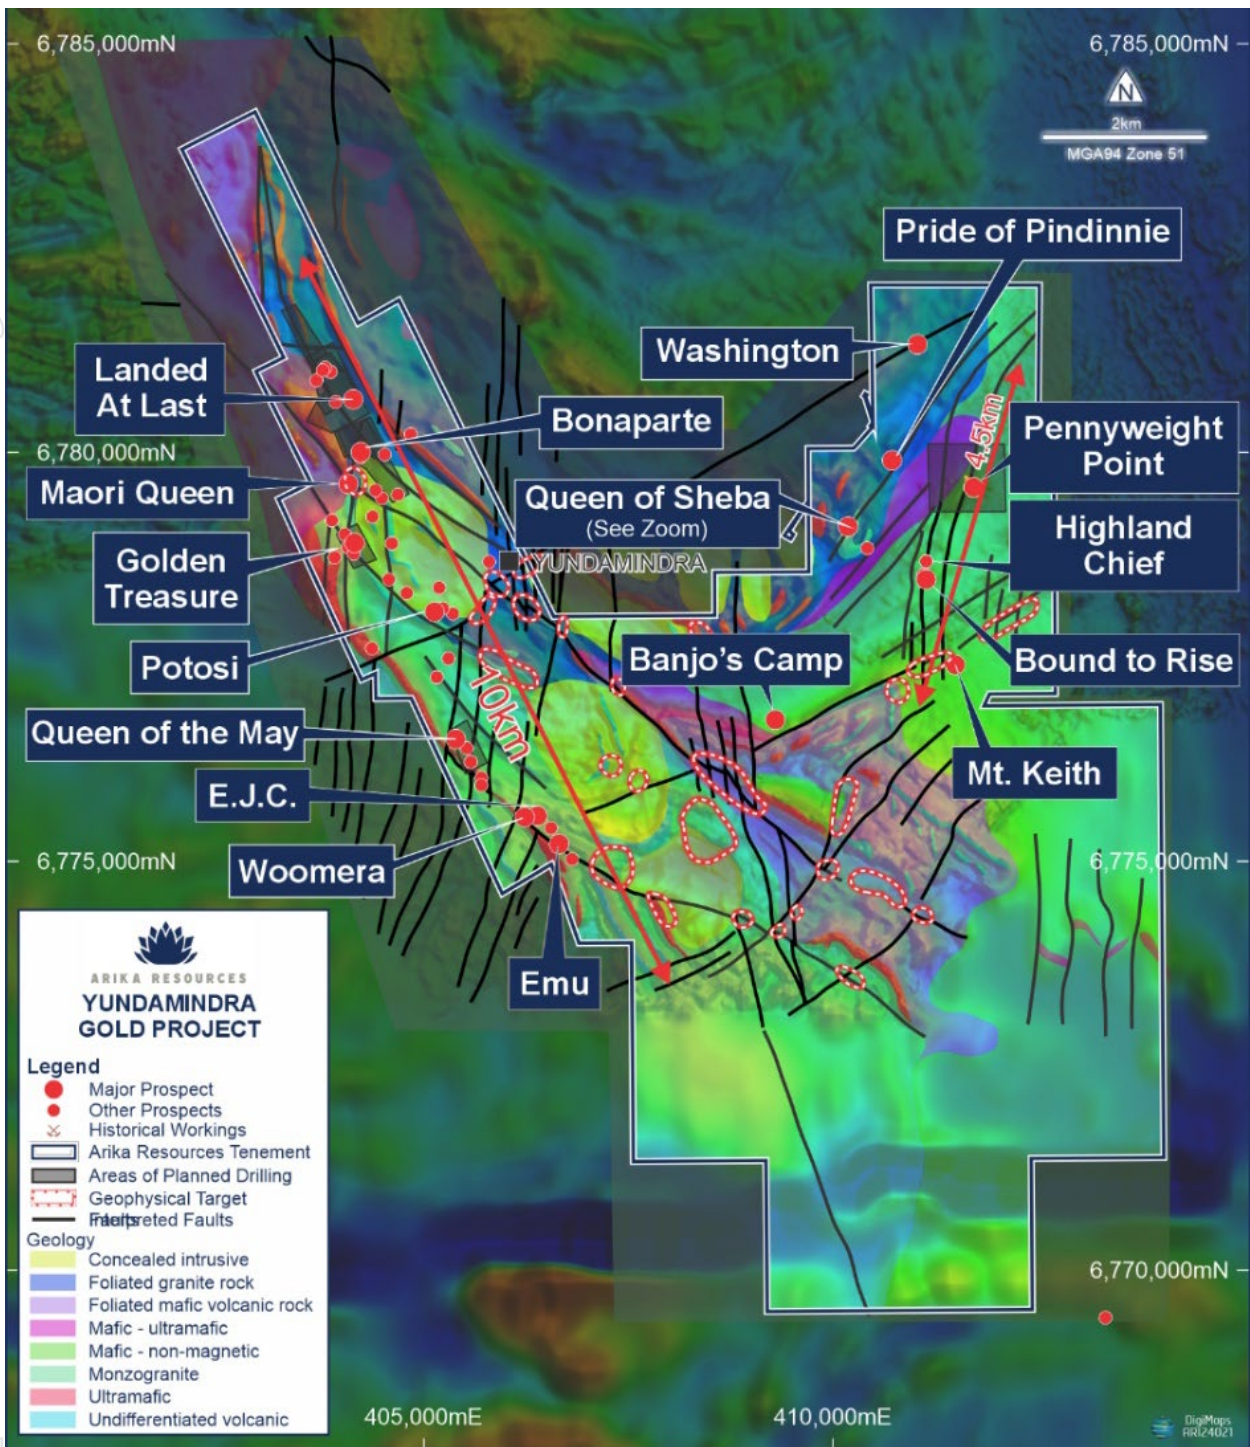 6,785,000mN
6,785,000mN
N
2km
MGA94 Zone 51
Pride of Pindinnie
Washington
Landed
At Last
Bonaparte
4.5km
Pennyweight
Point
6,780,000mN
Maori Queen
Queen of Sheba
(See Zoom)
Highland
Chief
Golden
Treasure
YUNDAMINDRA
Potosi
Banjo's Camp
Bound to Rise
10km
Queen of the May
Mt. Keith
E.J.C.
Woomera
6,775,000mN
6,775,000mN
Emu
ARIKA RESOURCES
YUNDAMINDRA
GOLD PROJECT
Legend
Major Prospect
Other Prospects
Historical Workings
Arika Resources Tenement
Areas of Planned Drilling
Geophysical Target
Interpreted Faults
Geology
Concealed intrusive
Foliated granite rock
Foliated mafic volcanic rock
Mafic - ultramafic
Mafic - non-magnetic
Monzogranite
Ultramafic
Undifferentiated volcanic
6,770,000mN
405,000mE
410,000mE
DigiMaps
ARI24021